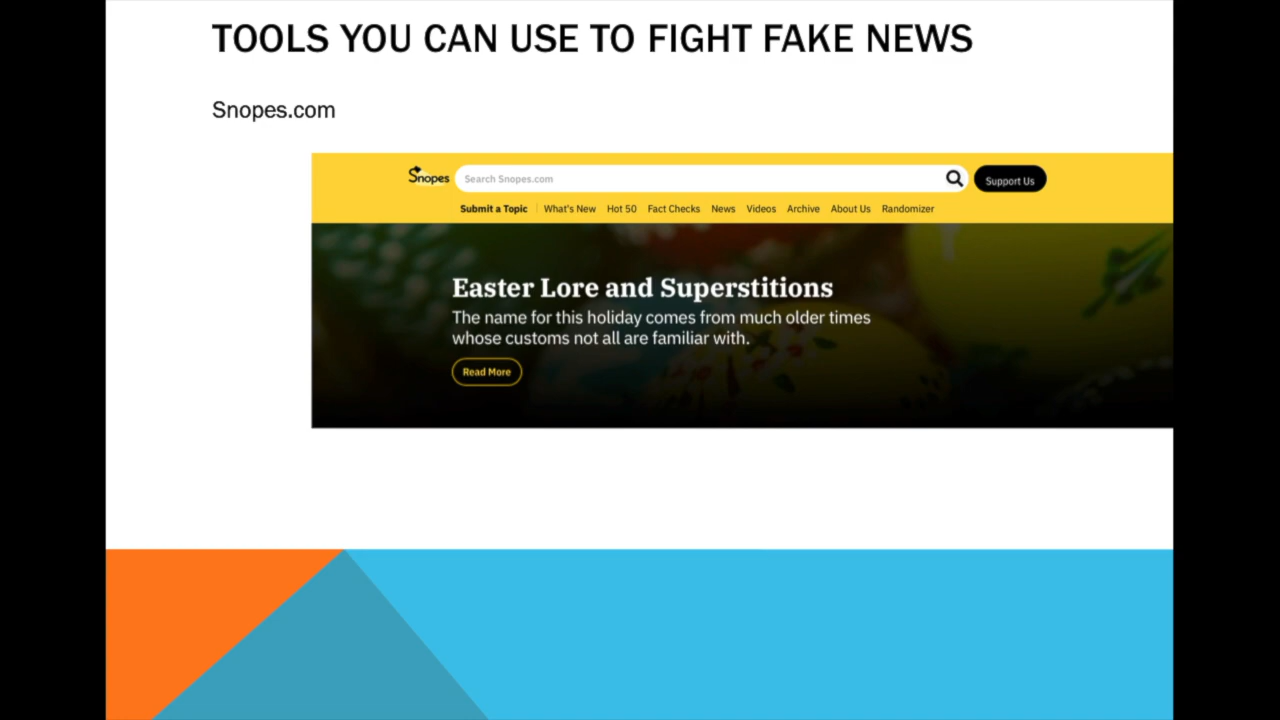 TOOLS YOU CAN USE TO FIGHT FAKE NEWS
Snopes.com
Snopes Search Snopes.com Support Us
Submit a Topic What's New Hot 50 Fact Checks News Videos Archive About Us Randomizer
Easter Lore and Superstitions
The name for this holiday comes from much older times
whose customs not all are familiar with.
Read More